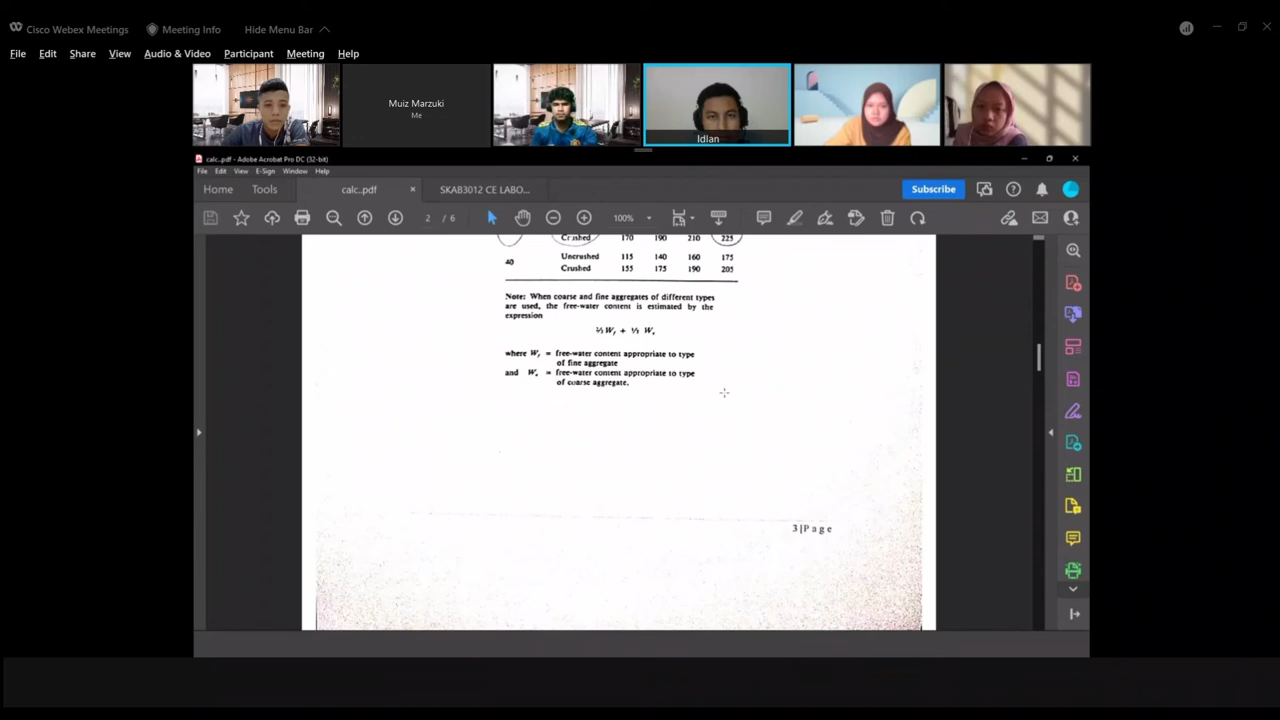 Cisco Webex Meetings Meeting Info Hide Menu Bar
File Edit Share View Audio & Video Participant Meeting Help
Muiz Marzuki
Me
Idlan
calc..pdf - Adobe Acrobat Pro DC (32-bit)
File Edit View E-Sign Window Help
Home Tools calc..pdf × SKAB3012 CE LABO... Subscribe
2 / 6 100%
Crushed 170 190 210 225
40 Uncrushed 115 140 160 175
Crushed 155 175 190 205
Note: When coarse and fine aggregates of different types
are used, the free-water content is estimated by the
expression
⅔ W + ⅓ W
where W = free-water content appropriate to type
of fine aggregate
and W = free-water content appropriate to type
of coarse aggregate.
3|Page